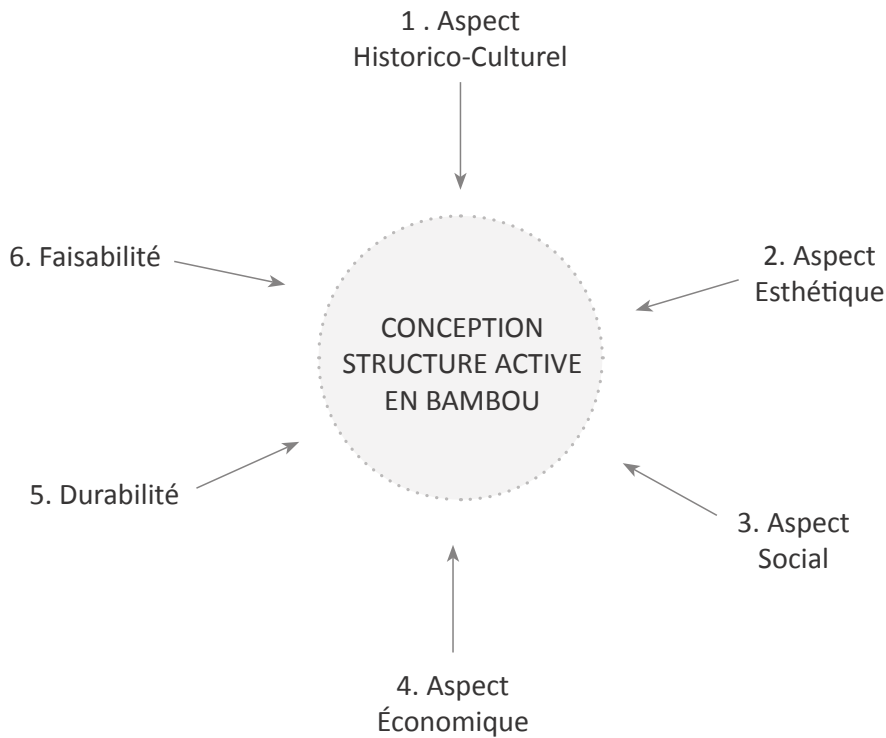 1 . Aspect
Historico-Culturel
2. Aspect
Esthétique
3. Aspect
Social
4. Aspect
Économique
5. Durabilité
6. Faisabilité
CONCEPTION
STRUCTURE ACTIVE
EN BAMBOU